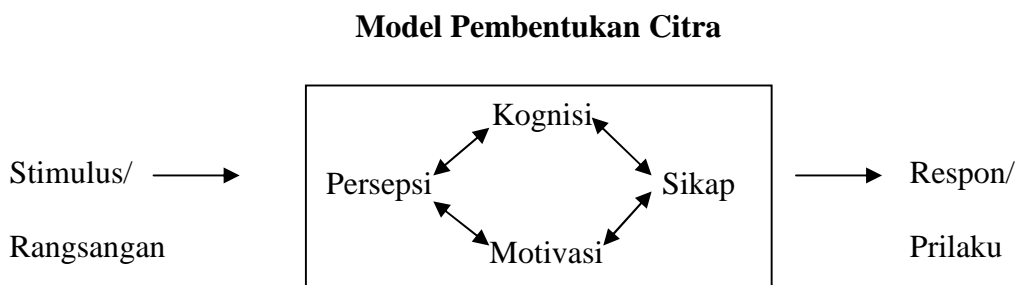 Model Pembentukan Citra
Kognisi
Stimulus/ Persepsi Sikap Respon/
Rangsangan Motivasi Prilaku